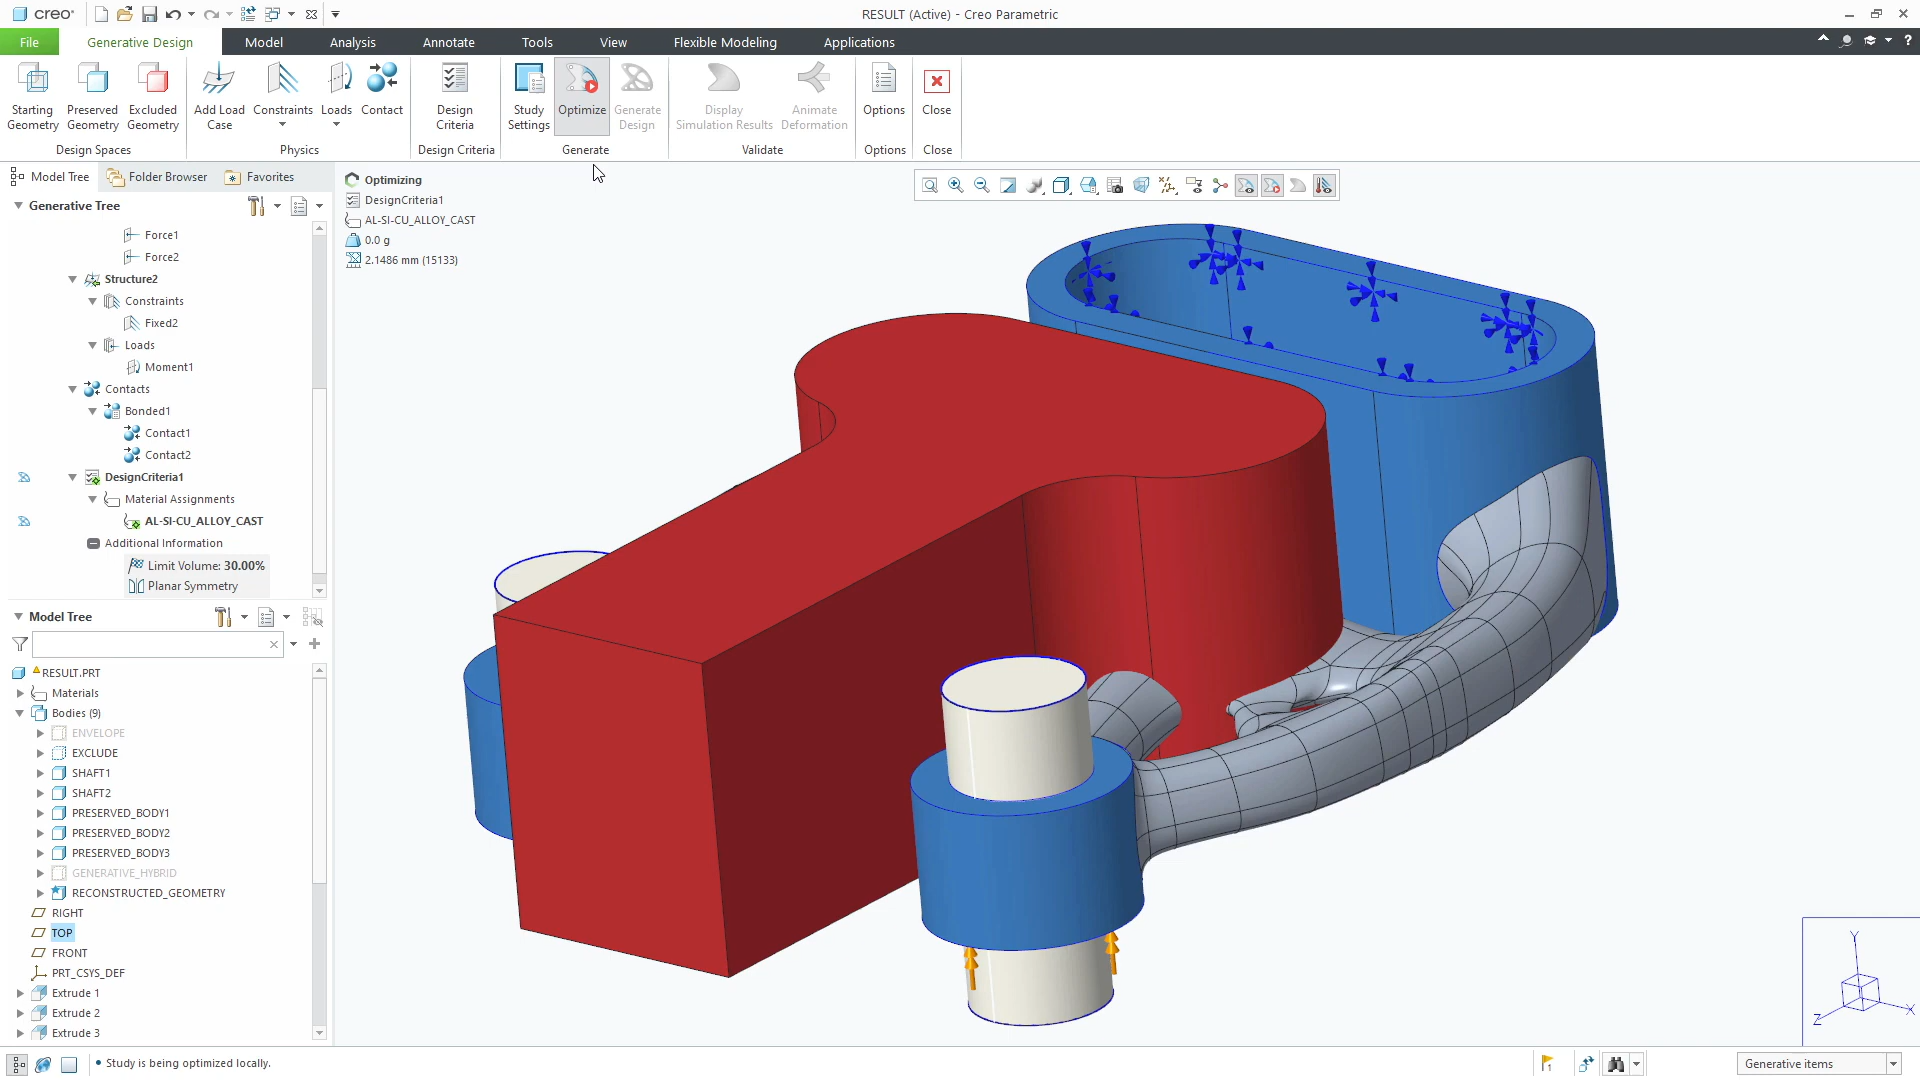 creo
RESULT (Active) - Creo Parametric
File
Generative Design
Model
Analysis
Annotate
Tools
View
Flexible Modeling
Applications
?
Starting Geometry
Preserved Geometry
Excluded Geometry
Add Load Case
Constraints
Loads
Contact
Design Criteria
Study Settings
Optimize
Generate Design
Display Simulation Results
Animate Deformation
Options
Close
Design Spaces
Physics
Design Criteria
Generate
Validate
Options
Close
Model Tree
Folder Browser
Favorites
Generative Tree
Force1
Force2
Structure2
Constraints
Fixed2
Loads
Moment1
Contacts
Bonded1
Contact1
Contact2
DesignCriteria1
Material Assignments
AL-SI-CU_ALLOY_CAST
Additional Information
Limit Volume: 30.00%
Planar Symmetry
Model Tree
RESULT.PRT
Materials
Bodies (9)
ENVELOPE
EXCLUDE
SHAFT1
SHAFT2
PRESERVED_BODY1
PRESERVED_BODY2
PRESERVED_BODY3
GENERATIVE_HYBRID
RECONSTRUCTED_GEOMETRY
RIGHT
TOP
FRONT
PRT_CSYS_DEF
Extrude 1
Extrude 2
Extrude 3
Optimizing
DesignCriteria1
AL-SI-CU_ALLOY_CAST
0.0 g
2.1486 mm (15133)
Y
X
Z
• Study is being optimized locally.
1
Generative items